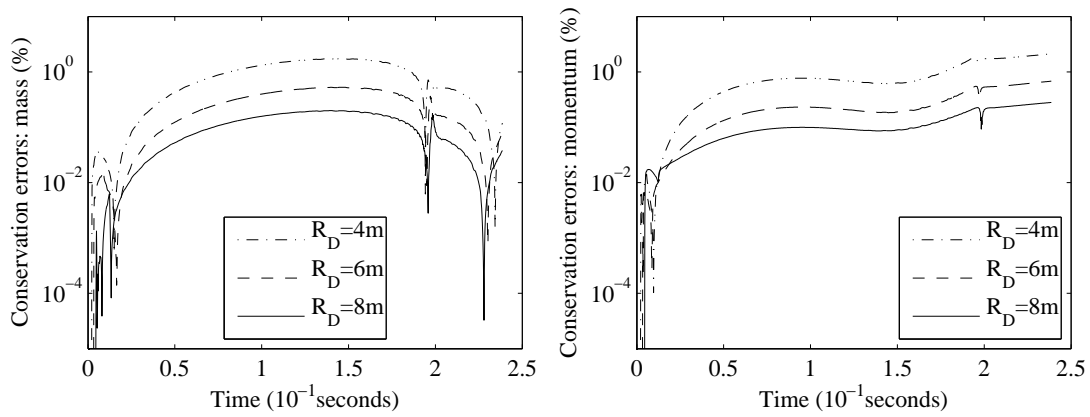 Conservation errors: mass (%)
10^0
10^-2
10^-4
R_D=4m
R_D=6m
R_D=8m
0 0.5 1 1.5 2 2.5
Time (10^-1 seconds)
Conservation errors: momentum (%)
10^0
10^-2
10^-4
R_D=4m
R_D=6m
R_D=8m
0 0.5 1 1.5 2 2.5
Time (10^-1 seconds)